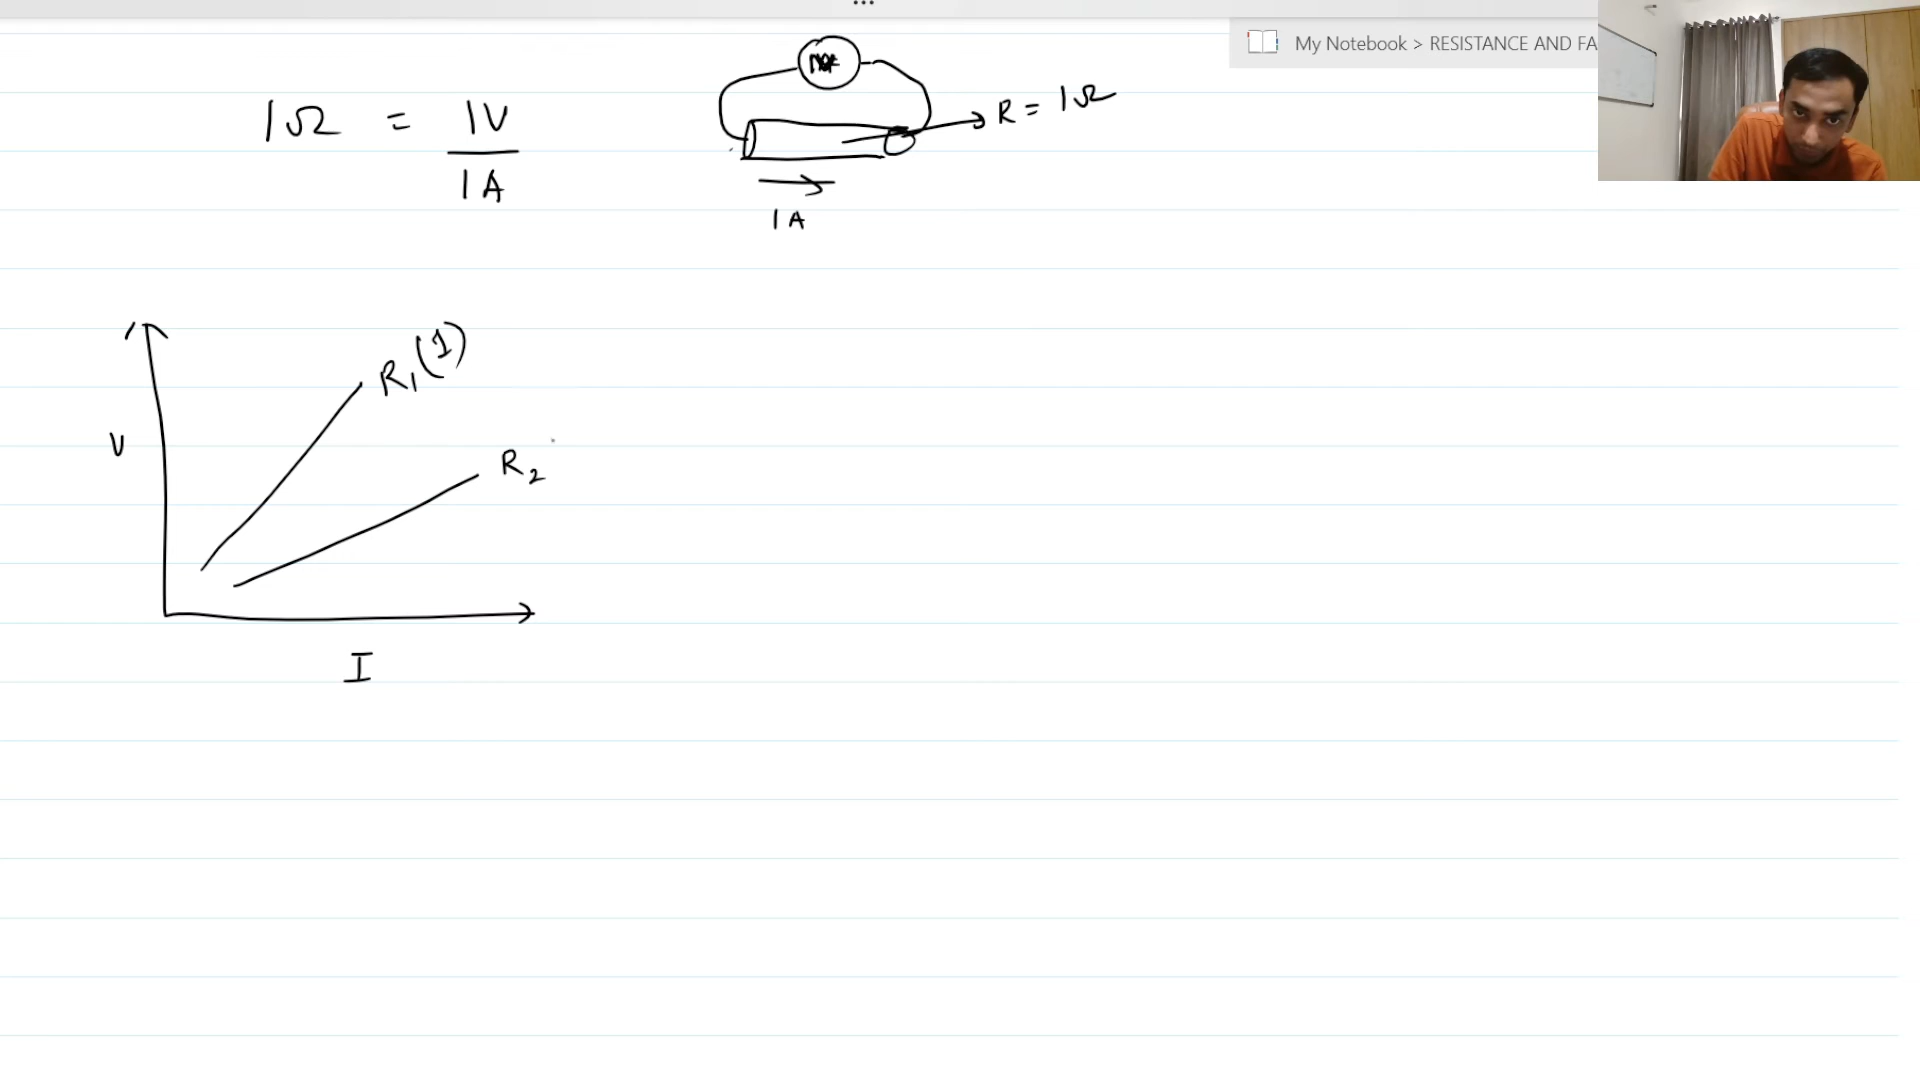 My Notebook > RESISTANCE AND FA
1Ω = 1V
1A
R = 1Ω
1A
R1(1)
V
R2
I